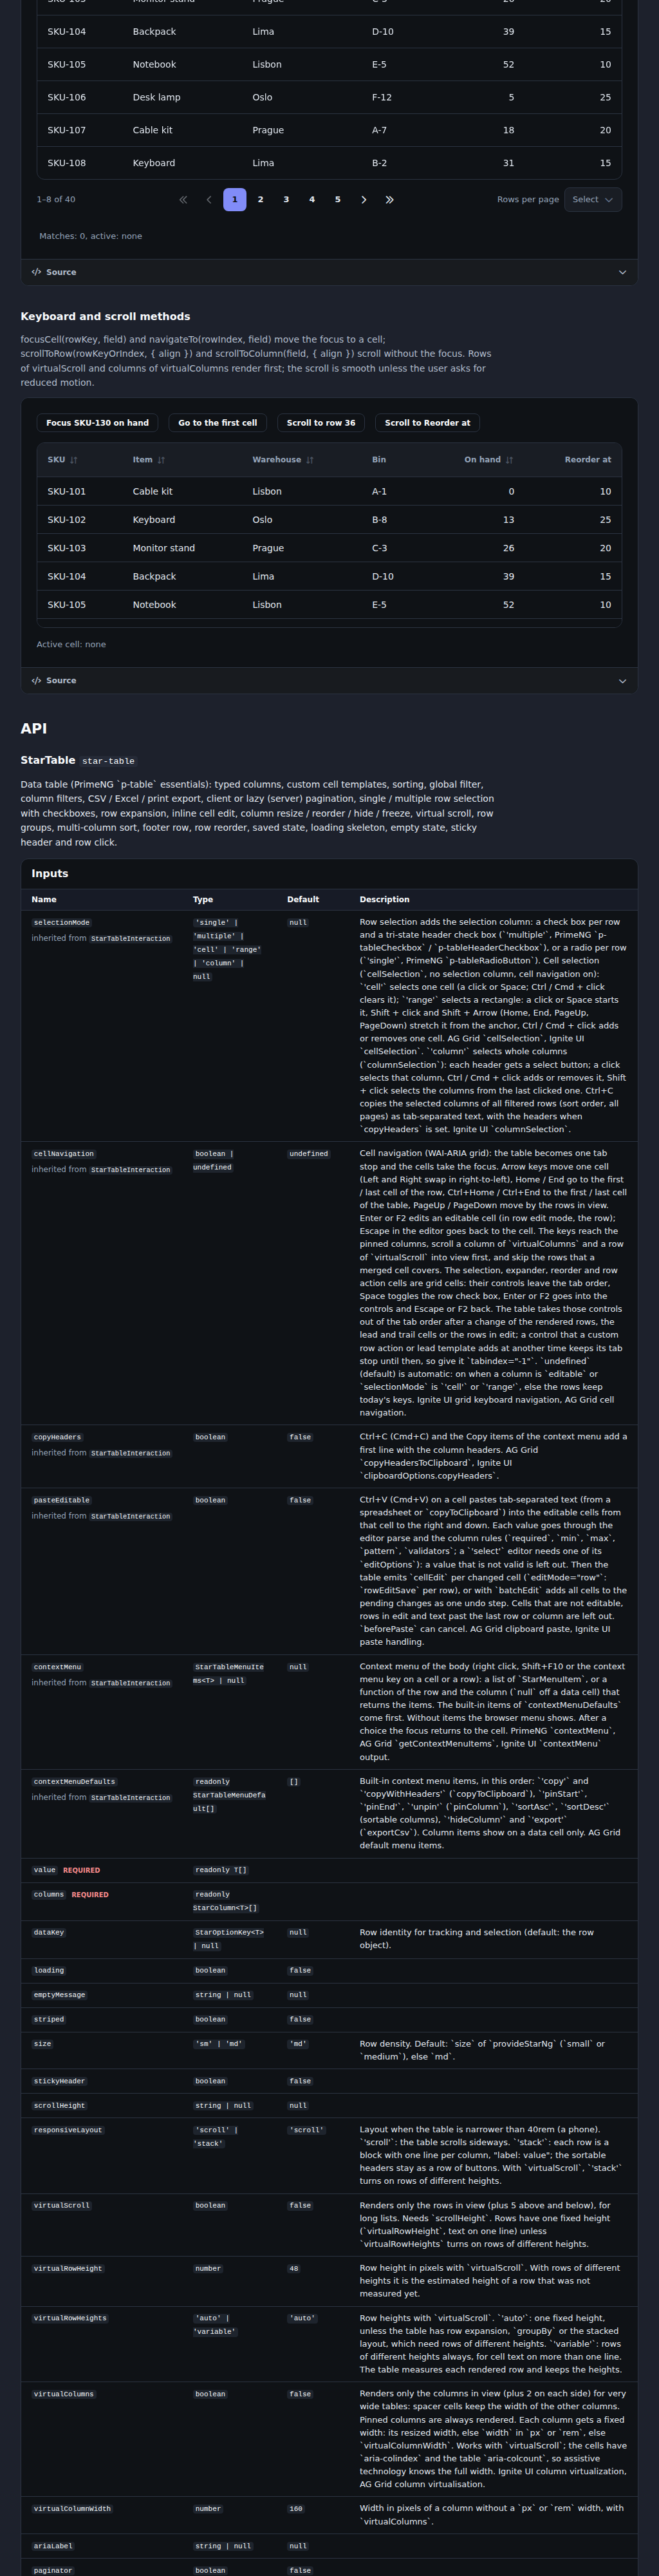 SKU-104 Backpack Lima D-10 39 15
SKU-105 Notebook Lisbon E-5 52 10
SKU-106 Desk lamp Oslo F-12 5 25
SKU-107 Cable kit Prague A-7 18 20
SKU-108 Keyboard Lima B-2 31 15
1–8 of 40 1 2 3 4 5 Rows per page Select
Matches: 0, active: none
Source
Keyboard and scroll methods
focusCell(rowKey, field) and navigateTo(rowIndex, field) move the focus to a cell;
scrollToRow(rowKeyOrIndex, { align }) and scrollToColumn(field, { align }) scroll without the focus. Rows
of virtualScroll and columns of virtualColumns render first; the scroll is smooth unless the user asks for
reduced motion.
Focus SKU-130 on hand Go to the first cell Scroll to row 36 Scroll to Reorder at
SKU Item Warehouse Bin On hand Reorder at
SKU-101 Cable kit Lisbon A-1 0 10
SKU-102 Keyboard Oslo B-8 13 25
SKU-103 Monitor stand Prague C-3 26 20
SKU-104 Backpack Lima D-10 39 15
SKU-105 Notebook Lisbon E-5 52 10
Active cell: none
Source
API
StarTable star-table
Data table (PrimeNG `p-table` essentials): typed columns, custom cell templates, sorting, global filter,
column filters, CSV / Excel / print export, client or lazy (server) pagination, single / multiple row selection
with checkboxes, row expansion, inline cell edit, column resize / reorder / hide / freeze, virtual scroll, row
groups, multi-column sort, footer row, row reorder, saved state, loading skeleton, empty state, sticky
header and row click.
Inputs
Name Type Default Description
selectionMode
inherited from StarTableInteraction
'single' |
'multiple' |
'cell' | 'range'
| 'column' |
null
null
Row selection adds the selection column: a check box per row
and a tri-state header check box (`'multiple'`, PrimeNG `p-
tableCheckbox` / `p-tableHeaderCheckbox`), or a radio per row
(`'single'`, PrimeNG `p-tableRadioButton`). Cell selection
(`cellSelection`, no selection column, cell navigation on):
`'cell'` selects one cell (a click or Space; Ctrl / Cmd + click
clears it); `'range'` selects a rectangle: a click or Space starts
it, Shift + click and Shift + Arrow (Home, End, PageUp,
PageDown) stretch it from the anchor, Ctrl / Cmd + click adds
or removes one cell. AG Grid `cellSelection`, Ignite UI
`cellSelection`. `'column'` selects whole columns
(`columnSelection`): each header gets a select button; a click
selects that column, Ctrl / Cmd + click adds or removes it, Shift
+ click selects the columns from the last clicked one. Ctrl+C
copies the selected columns of all filtered rows (sort order, all
pages) as tab-separated text, with the headers when
`copyHeaders` is set. Ignite UI `columnSelection`.
cellNavigation
inherited from StarTableInteraction
boolean |
undefined
undefined
Cell navigation (WAI-ARIA grid): the table becomes one tab
stop and the cells take the focus. Arrow keys move one cell
(Left and Right swap in right-to-left), Home / End go to the first
/ last cell of the row, Ctrl+Home / Ctrl+End to the first / last cell
of the table, PageUp / PageDown move by the rows in view.
Enter or F2 edits an editable cell (in row edit mode, the row);
Escape in the editor goes back to the cell. The keys reach the
pinned columns, scroll a column of `virtualColumns` and a row
of `virtualScroll` into view first, and skip the rows that a
merged cell covers. The selection, expander, reorder and row
action cells are grid cells: their controls leave the tab order,
Space toggles the row check box, Enter or F2 goes into the
controls and Escape or F2 back. The table takes those controls
out of the tab order after a change of the rendered rows, the
lead and trail cells or the rows in edit; a control that a custom
row action or lead template adds at another time keeps its tab
stop until then, so give it `tabindex="-1"`. `undefined`
(default) is automatic: on when a column is `editable` or
`selectionMode` is `'cell'` or `'range'`, else the rows keep
today's keys. Ignite UI grid keyboard navigation, AG Grid cell
navigation.
copyHeaders
inherited from StarTableInteraction
boolean
false
Ctrl+C (Cmd+C) and the Copy items of the context menu add a
first line with the column headers. AG Grid
`copyHeadersToClipboard`, Ignite UI
`clipboardOptions.copyHeaders`.
pasteEditable
inherited from StarTableInteraction
boolean
false
Ctrl+V (Cmd+V) on a cell pastes tab-separated text (from a
spreadsheet or `copyToClipboard`) into the editable cells from
that cell to the right and down. Each value goes through the
editor parse and the column rules (`required`, `min`, `max`,
`pattern`, `validators`; a `'select'` editor needs one of its
`editOptions`): a value that is not valid is left out. Then the
table emits `cellEdit` per changed cell (`editMode="row"`:
`rowEditSave` per row), or with `batchEdit` adds all cells to the
pending changes as one undo step. Cells that are not editable,
rows in edit and text past the last row or column are left out.
`beforePaste` can cancel. AG Grid clipboard paste, Ignite UI
paste handling.
contextMenu
inherited from StarTableInteraction
StarTableMenuIte
ms<T> | null
null
Context menu of the body (right click, Shift+F10 or the context
menu key on a cell or a row): a list of `StarMenuItem`, or a
function of the row and the column (`null` off a data cell) that
returns the items. The built-in items of `contextMenuDefaults`
come first. Without items the browser menu shows. After a
choice the focus returns to the cell. PrimeNG `contextMenu`,
AG Grid `getContextMenuItems`, Ignite UI `contextMenu`
output.
contextMenuDefaults
inherited from StarTableInteraction
readonly
StarTableMenuDefa
ult[]
[]
Built-in context menu items, in this order: `'copy'` and
`'copyWithHeaders'` (`copyToClipboard`), `'pinStart'`,
`'pinEnd'`, `'unpin'` (`pinColumn`), `'sortAsc'`, `'sortDesc'`
(sortable columns), `'hideColumn'` and `'export'`
(`exportCsv`). Column items show on a data cell only. AG Grid
default menu items.
value REQUIRED readonly T[]
columns REQUIRED readonly
StarColumn<T>[]
dataKey
StarOptionKey<T>
| null
null
Row identity for tracking and selection (default: the row
object).
loading boolean false
emptyMessage string | null null
striped boolean false
size 'sm' | 'md' 'md'
Row density. Default: `size` of `provideStarNg` (`small` or
`medium`), else `md`.
stickyHeader boolean false
scrollHeight string | null null
responsiveLayout
'scroll' |
'stack'
'scroll'
Layout when the table is narrower than 40rem (a phone).
`'scroll'`: the table scrolls sideways. `'stack'`: each row is a
block with one line per column, "label: value"; the sortable
headers stay as a row of buttons. With `virtualScroll`, `'stack'`
turns on rows of different heights.
virtualScroll boolean false
Renders only the rows in view (plus 5 above and below), for
long lists. Needs `scrollHeight`. Rows have one fixed height
(`virtualRowHeight`, text on one line) unless
`virtualRowHeights` turns on rows of different heights.
virtualRowHeight number 48
Row height in pixels with `virtualScroll`. With rows of different
heights it is the estimated height of a row that was not
measured yet.
virtualRowHeights
'auto' |
'variable'
'auto'
Row heights with `virtualScroll`. `'auto'`: one fixed height,
unless the table has row expansion, `groupBy` or the stacked
layout, which need rows of different heights. `'variable'`: rows
of different heights always, for cell text on more than one line.
The table measures each rendered row and keeps the heights.
virtualColumns boolean false
Renders only the columns in view (plus 2 on each side) for very
wide tables: spacer cells keep the width of the other columns.
Pinned columns are always rendered. Each column gets a fixed
width: its resized width, else `width` in `px` or `rem`, else
`virtualColumnWidth`. Works with `virtualScroll`; the cells have
`aria-colindex` and the table `aria-colcount`, so assistive
technology knows the full width. Ignite UI column virtualization,
AG Grid column virtualisation.
virtualColumnWidth number 160
Width in pixels of a column without a `px` or `rem` width, with
`virtualColumns`.
ariaLabel string | null null
paginator boolean false